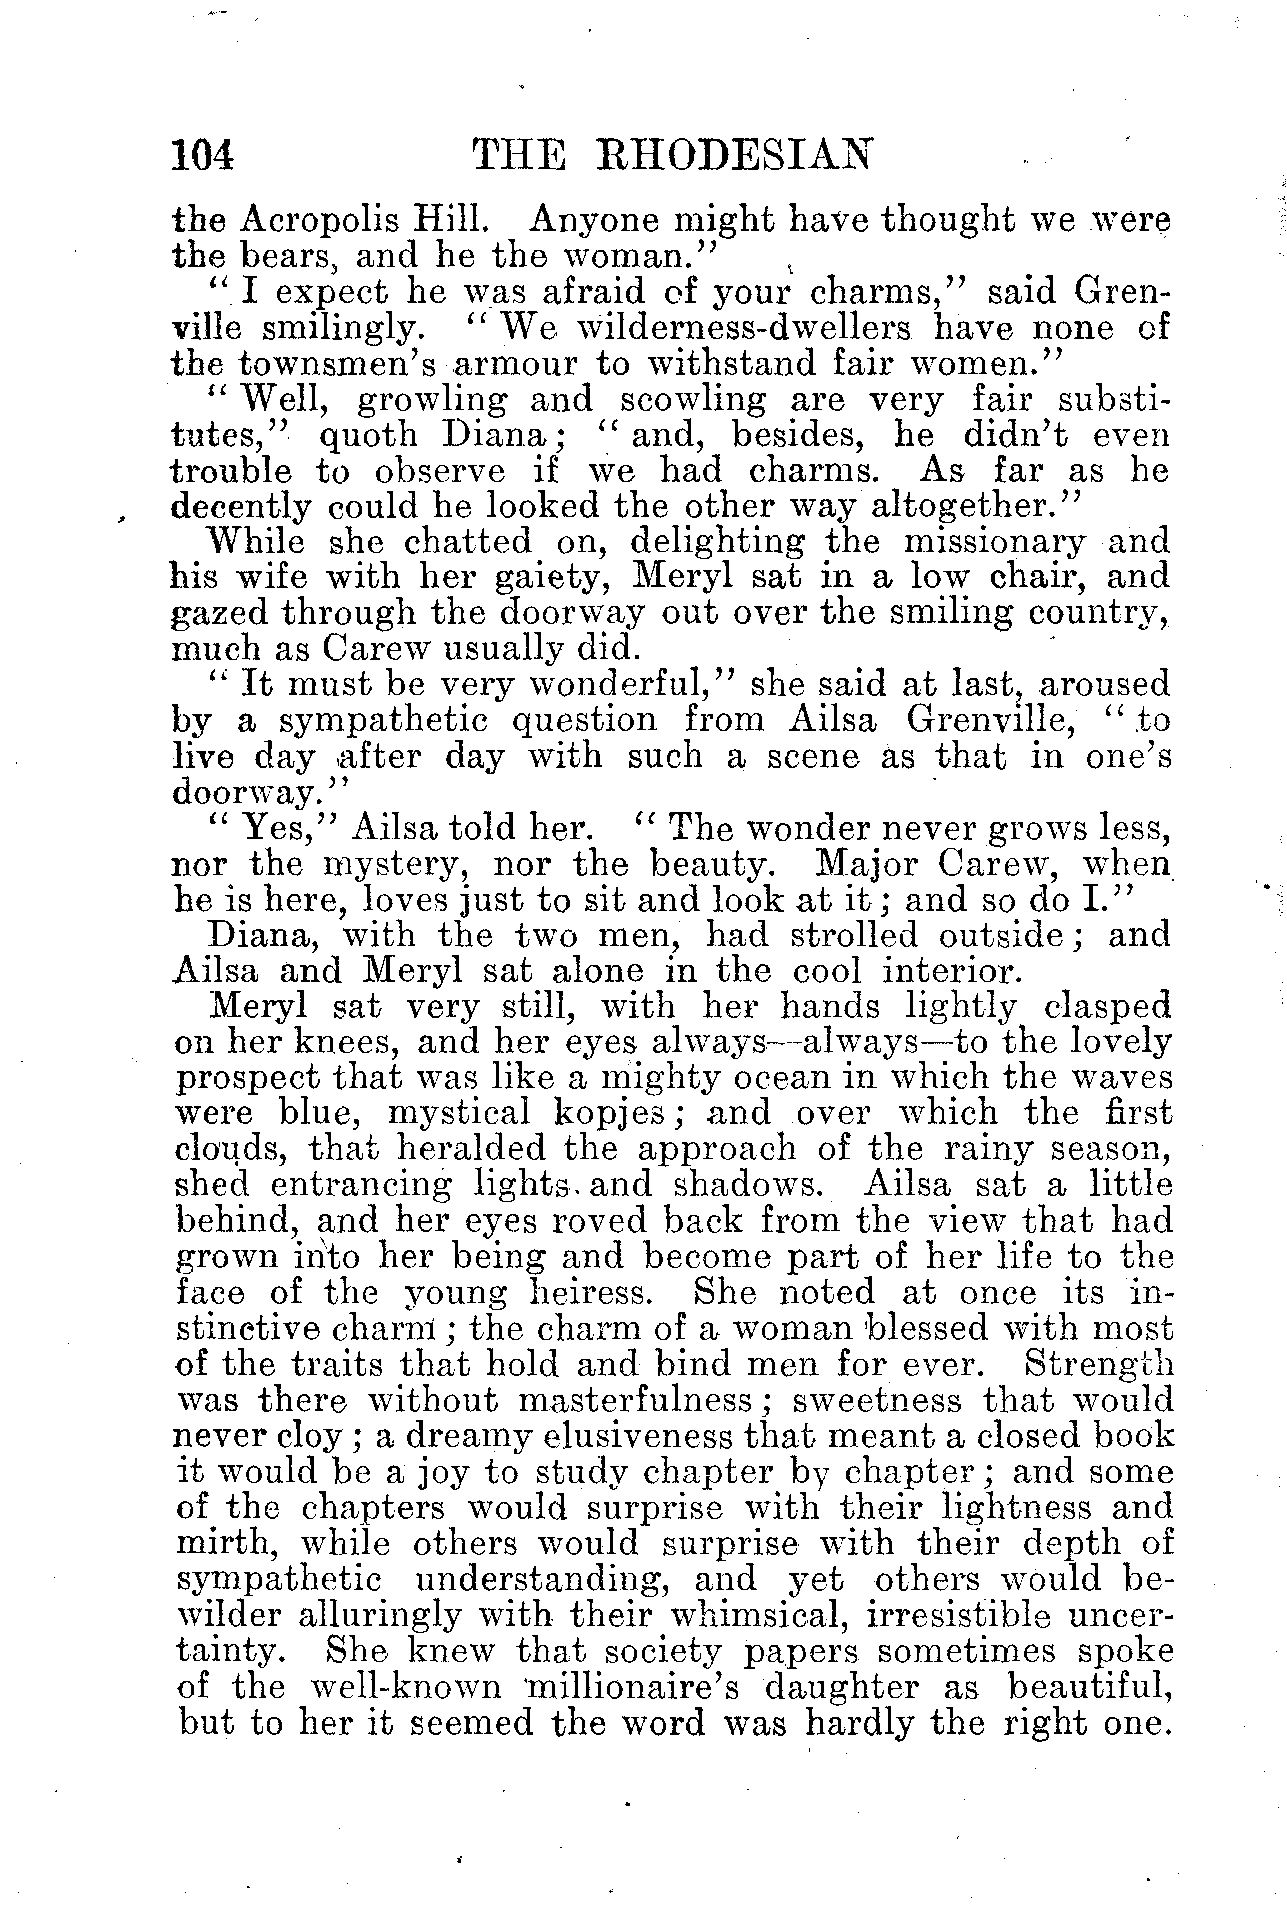 104 THE RHODESIAN
the Acropolis Hill. Anyone might have thought we were
the bears, and he the woman."
" I expect he was afraid of your charms," said Gren-
ville smilingly. " We wilderness-dwellers have none of
the townsmen's armour to withstand fair women."
" Well, growling and scowling are very fair substi-
tutes," quoth Diana; " and, besides, he didn't even
trouble to observe if we had charms. As far as he
decently could he looked the other way altogether."
While she chatted on, delighting the missionary and
his wife with her gaiety, Meryl sat in a low chair, and
gazed through the doorway out over the smiling country,
much as Carew usually did.
" It must be very wonderful," she said at last, aroused
by a sympathetic question from Ailsa Grenville, " to
live day after day with such a scene as that in one's
doorway."
" Yes," Ailsa told her. " The wonder never grows less,
nor the mystery, nor the beauty. Major Carew, when
he is here, loves just to sit and look at it; and so do I."
Diana, with the two men, had strolled outside; and
Ailsa and Meryl sat alone in the cool interior.
Meryl sat very still, with her hands lightly clasped
on her knees, and her eyes always—always—to the lovely
prospect that was like a mighty ocean in which the waves
were blue, mystical kopjes; and over which the first
clouds, that heralded the approach of the rainy season,
shed entrancing lights and shadows. Ailsa sat a little
behind, and her eyes roved back from the view that had
grown into her being and become part of her life to the
face of the young heiress. She noted at once its in-
stinctive charm; the charm of a woman blessed with most
of the traits that hold and bind men for ever. Strength
was there without masterfulness; sweetness that would
never cloy; a dreamy elusiveness that meant a closed book
it would be a joy to study chapter by chapter; and some
of the chapters would surprise with their lightness and
mirth, while others would surprise with their depth of
sympathetic understanding, and yet others would be-
wilder alluringly with their whimsical, irresistible uncer-
tainty. She knew that society papers sometimes spoke
of the well-known millionaire's daughter as beautiful,
but to her it seemed the word was hardly the right one.